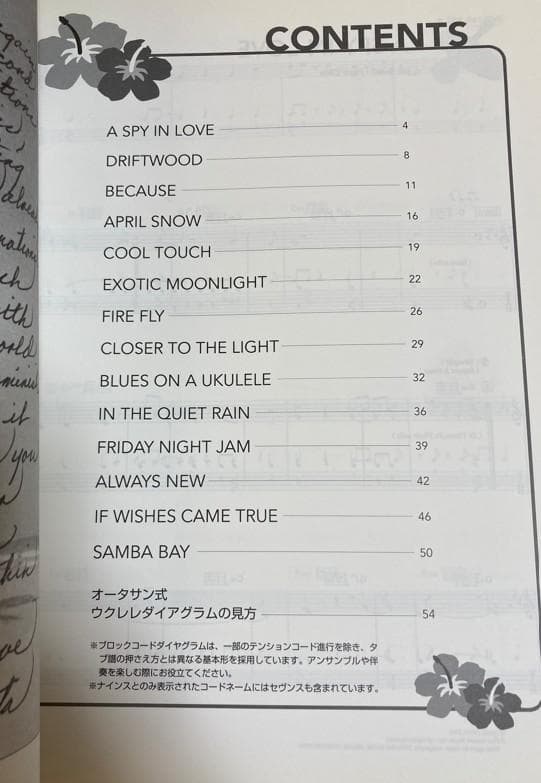 CONTENTS
A SPY IN LOVE 4
DRIFTWOOD 8
BECAUSE 11
APRIL SNOW 16
COOL TOUCH 19
EXOTIC MOONLIGHT 22
FIRE FLY 26
CLOSER TO THE LIGHT 29
BLUES ON A UKULELE 32
IN THE QUIET RAIN 36
FRIDAY NIGHT JAM 39
ALWAYS NEW 42
IF WISHES CAME TRUE 46
SAMBA BAY 50
オータサン式
ウクレレダイアグラムの見方 54
※ブロックコードダイヤグラムは、一部のテンションコード進行を除き、タ
ブ譜の押さえ方とは異なる基本形を採用しています。アンサンブルや伴
奏を楽しむ際にお役立てください。
※ナインスとのみ表示されたコードネームにはセヴンスも含まれています。